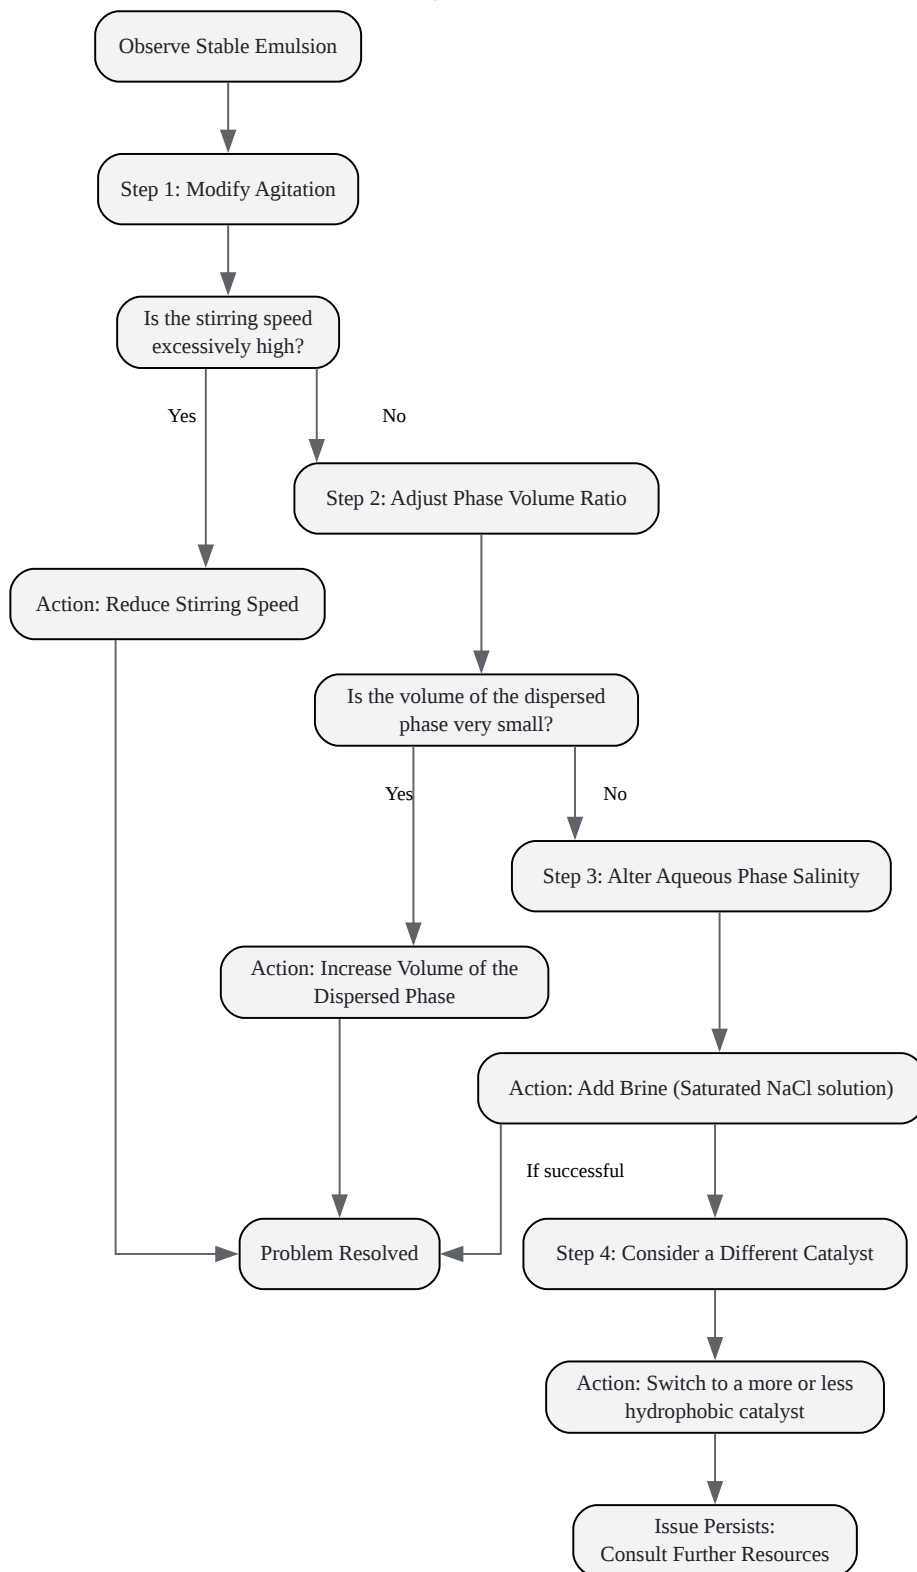 Observe Stable Emulsion
Step 1: Modify Agitation
Is the stirring speed
excessively high?
Yes
No
Step 2: Adjust Phase Volume Ratio
Action: Reduce Stirring Speed
Is the volume of the dispersed
phase very small?
Yes
No
Step 3: Alter Aqueous Phase Salinity
Action: Increase Volume of the
Dispersed Phase
Action: Add Brine (Saturated NaCl solution)
If successful
Problem Resolved
Step 4: Consider a Different Catalyst
Action: Switch to a more or less
hydrophobic catalyst
Issue Persists:
Consult Further Resources